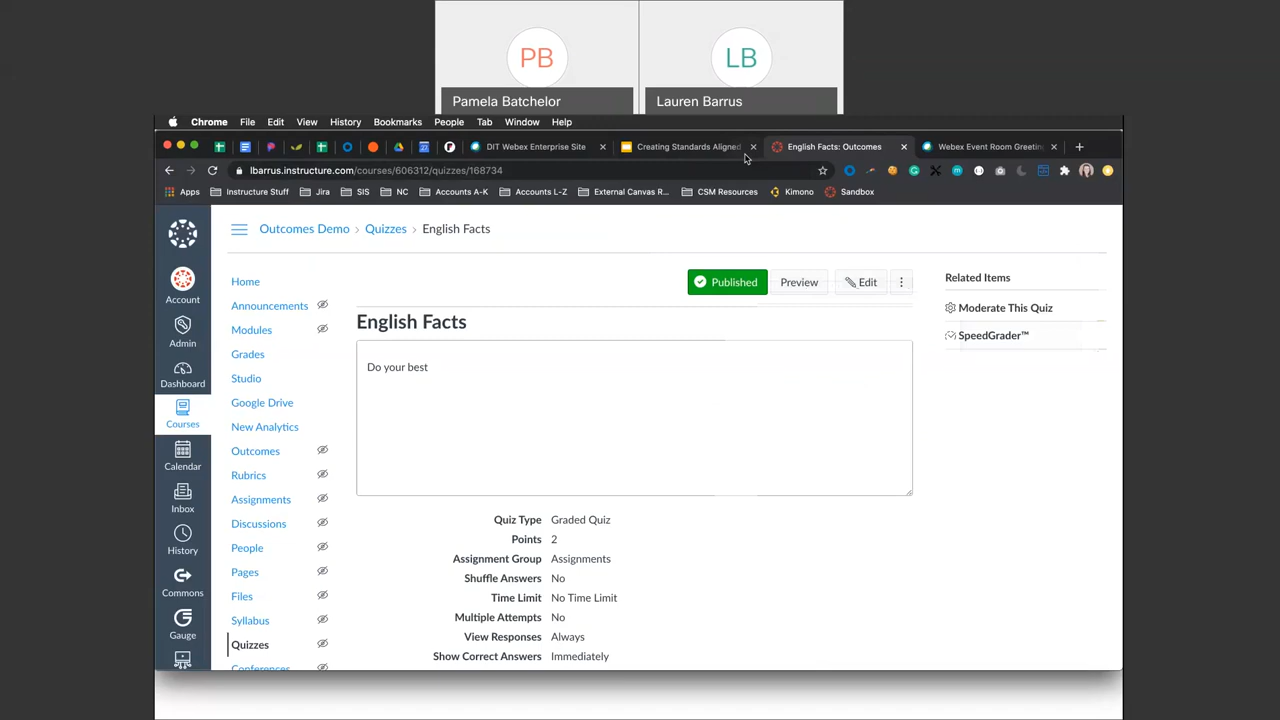 PB
LB
Pamela Batchelor
Lauren Barrus
Chrome File Edit View History Bookmarks People Tab Window Help
DIT Webex Enterprise Site
Creating Standards Aligned
English Facts: Outcomes
Webex Event Room Greeting
lbarrus.instructure.com/courses/606312/quizzes/168734
Apps Instructure Stuff Jira SIS NC Accounts A-K Accounts L-Z External Canvas R... CSM Resources Kimono Sandbox
Outcomes Demo > Quizzes > English Facts
Account
Admin
Dashboard
Courses
Calendar
Inbox
History
Commons
Gauge
Home
Announcements
Modules
Grades
Studio
Google Drive
New Analytics
Outcomes
Rubrics
Assignments
Discussions
People
Pages
Files
Syllabus
Quizzes
Conferences
Published Preview Edit
English Facts
Do your best
Quiz Type Graded Quiz
Points 2
Assignment Group Assignments
Shuffle Answers No
Time Limit No Time Limit
Multiple Attempts No
View Responses Always
Show Correct Answers Immediately
Related Items
Moderate This Quiz
SpeedGrader™